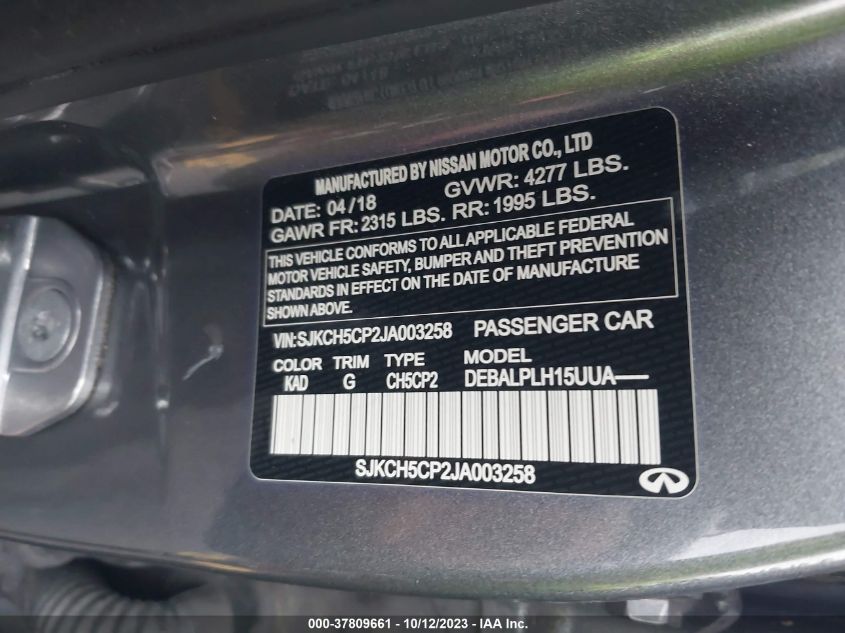 MANUFACTURED BY NISSAN MOTOR CO., LTD
DATE: 04/18 GVWR: 4277 LBS.
GAWR FR: 2315 LBS. RR: 1995 LBS.
THIS VEHICLE CONFORMS TO ALL APPLICABLE FEDERAL
MOTOR VEHICLE SAFETY, BUMPER AND THEFT PREVENTION
STANDARDS IN EFFECT ON THE DATE OF MANUFACTURE
SHOWN ABOVE.
VIN:SJKCH5CP2JA003258 PASSENGER CAR
COLOR TRIM TYPE MODEL
KAD G CH5CP2 DEBALPLH15UUA—
SJKCH5CP2JA003258
000-37809661 - 10/12/2023 - IAA Inc.